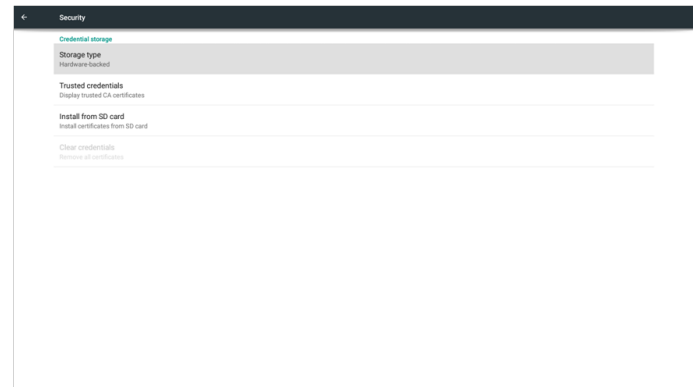 Security
Credential storage
Storage type
Hardware-backed
Trusted credentials
Display trusted CA certificates
Install from SD card
Install certificates from SD card
Clear credentials
Remove all certificates